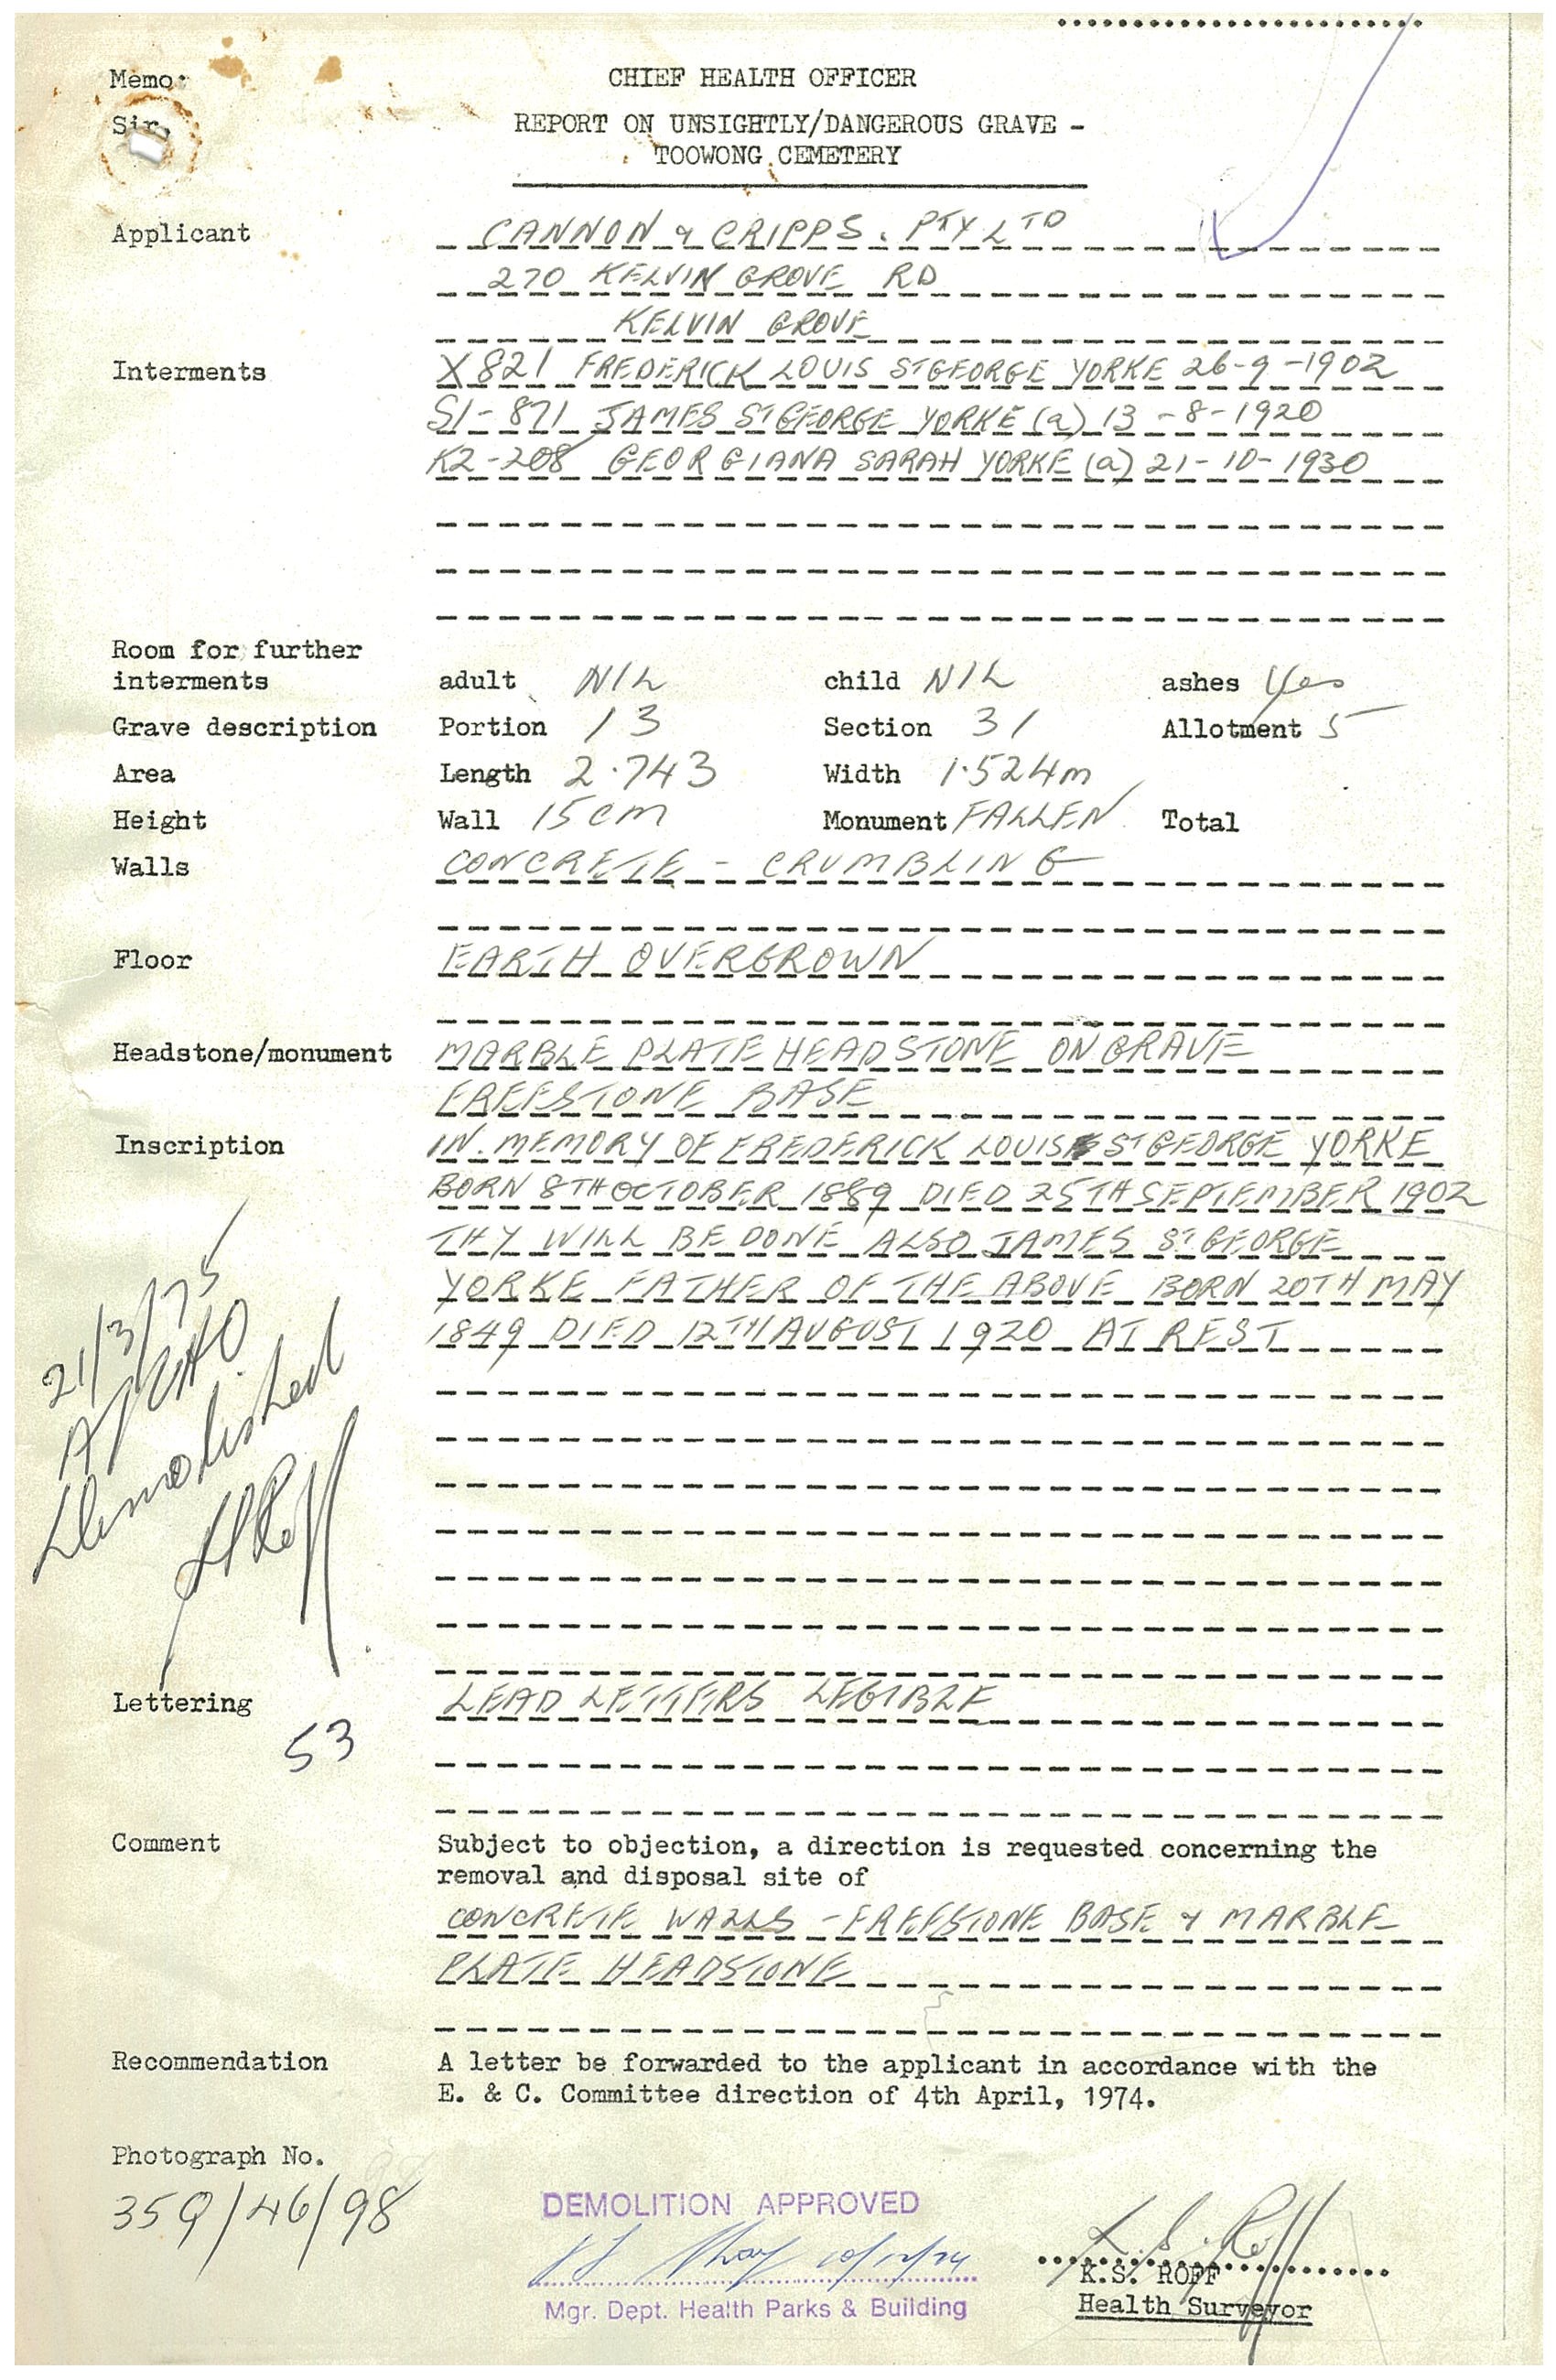 Memo: CHIEF HEALTH OFFICER
Sir, REPORT ON UNSIGHTLY/DANGEROUS GRAVE -
TOOWONG CEMETERY
Applicant CANNON & CRIPPS. PTY LTD
270 KELVIN GROVE RD
KELVIN GROVE
Interments X821 FREDERICK LOUIS ST GEORGE YORKE 26-9-1902
S1-871 JAMES ST GEORGE YORKE (a) 13-8-1920
K2-208 GEORGIANA SARAH YORKE (a) 21-10-1930
Room for further
interments adult NIL child NIL ashes Yes
Grave description Portion 13 Section 31 Allotment 5
Area Length 2.743 Width 1.524m
Height Wall 15cm Monument FALLEN Total
Walls CONCRETE - CRUMBLING
Floor EARTH OVERGROWN
Headstone/monument MARBLE PLATE HEADSTONE ON GRAVE
FREESTONE BASE
Inscription IN. MEMORY OF FREDERICK LOUIS ST GEORGE YORKE
BORN 8TH OCTOBER 1889 DIED 25TH SEPTEMBER 1902
THY WILL BE DONE ALSO JAMES ST GEORGE
YORKE FATHER OF THE ABOVE BORN 20TH MAY
1849 DIED 12TH AUGUST 1920 AT REST
21/3/75
A/CHO
Demolished
Roff
Lettering LEAD LETTERS LEGIBLE
53
Comment Subject to objection, a direction is requested concerning the
removal and disposal site of
CONCRETE WALLS - FREESTONE BASE & MARBLE
PLATE HEADSTONE
Recommendation A letter be forwarded to the applicant in accordance with the
E. & C. Committee direction of 4th April, 1974.
Photograph No.
35Q/46/98
DEMOLITION APPROVED
10/12/74
Mgr. Dept. Health Parks & Building
K. S. Roff
K.S. ROFF
Health Surveyor